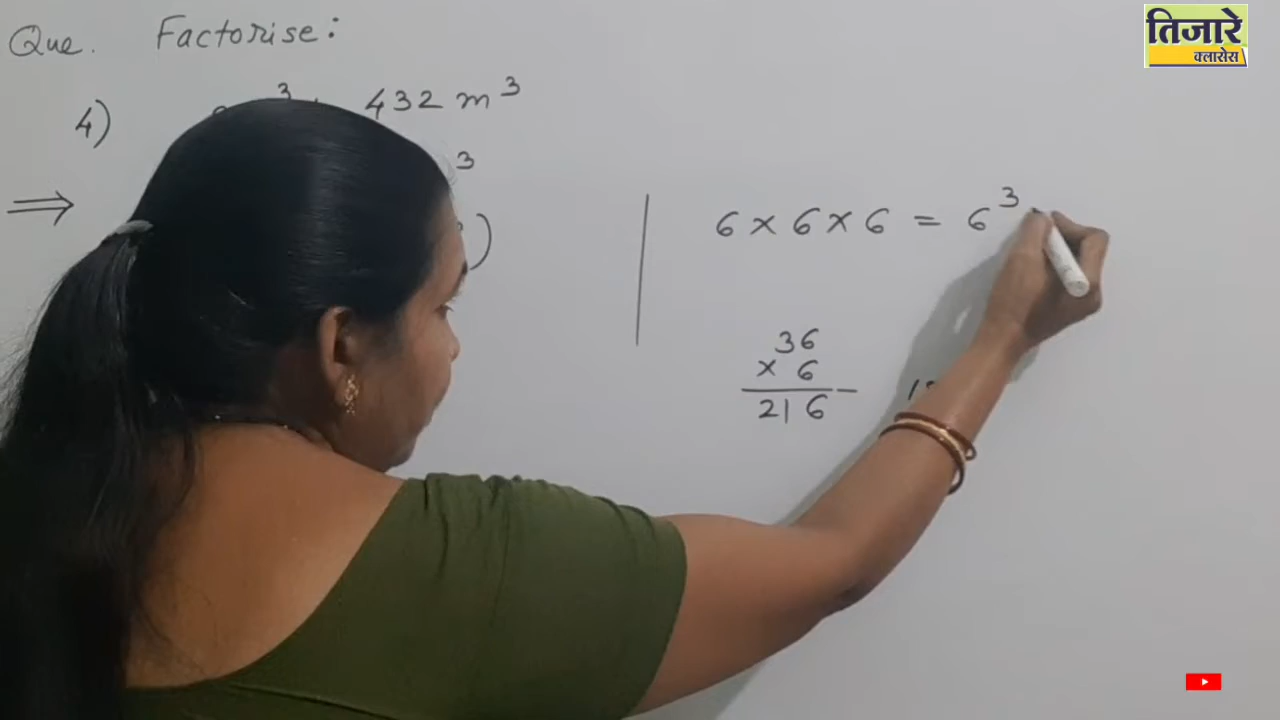 Que. Factorise:
तिजारे
क्लासेस
4) 3 432 m³
⇒ 3
)
6 × 6 × 6 = 6³
36
× 6
216